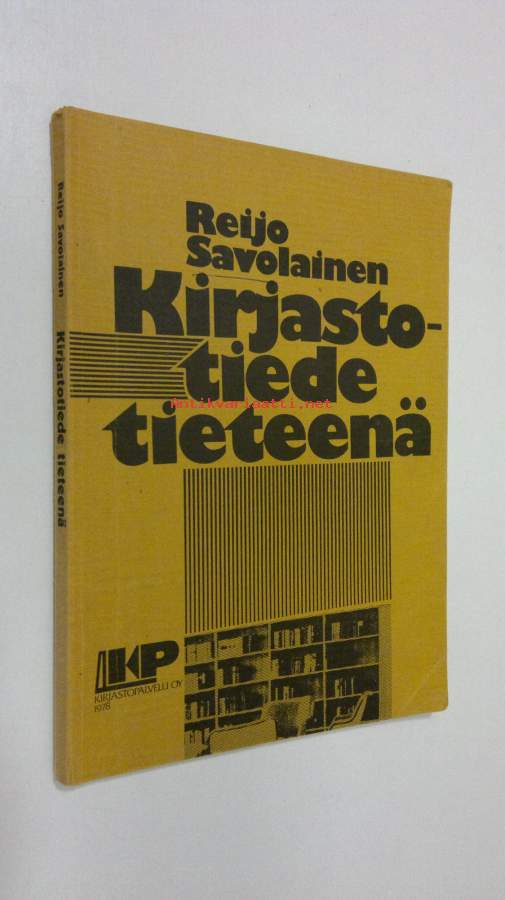 Reijo Savolainen Kirjastotiede tieteenä
Reijo
Savolainen
Kirjasto-
tiede
Antikvariaatti.net
tieteenä
KP
KIRJASTOPALVELU OY
1978